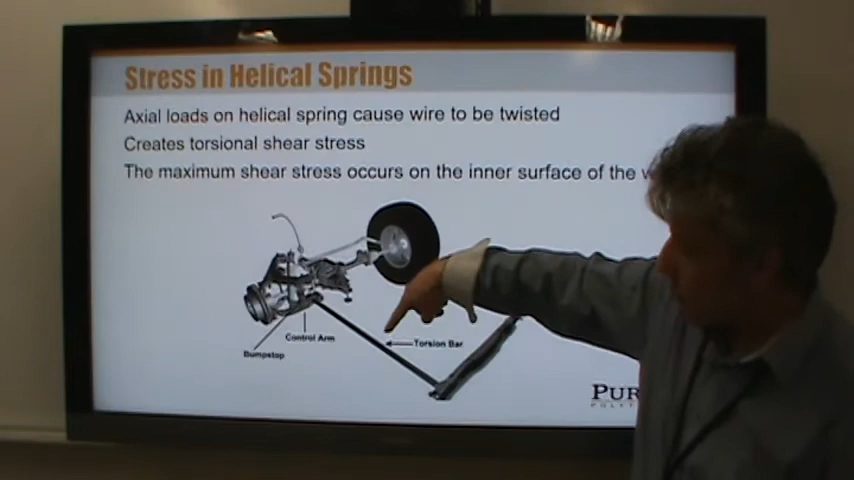 Stress in Helical Springs
Axial loads on helical spring cause wire to be twisted
Creates torsional shear stress
The maximum shear stress occurs on the inner surface of the w
Control Arm
Torsion Bar
Bumpstop
PUR
POLYT